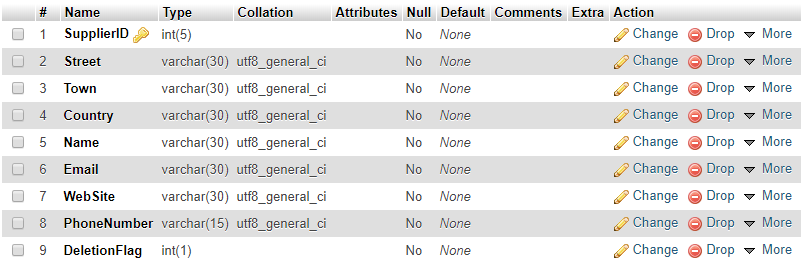 # Name Type Collation Attributes Null Default Comments Extra Action
1 SupplierID int(5) No None Change Drop More
2 Street varchar(30) utf8_general_ci No None Change Drop More
3 Town varchar(30) utf8_general_ci No None Change Drop More
4 Country varchar(30) utf8_general_ci No None Change Drop More
5 Name varchar(30) utf8_general_ci No None Change Drop More
6 Email varchar(30) utf8_general_ci No None Change Drop More
7 WebSite varchar(30) utf8_general_ci No None Change Drop More
8 PhoneNumber varchar(15) utf8_general_ci No None Change Drop More
9 DeletionFlag int(1) No None Change Drop More